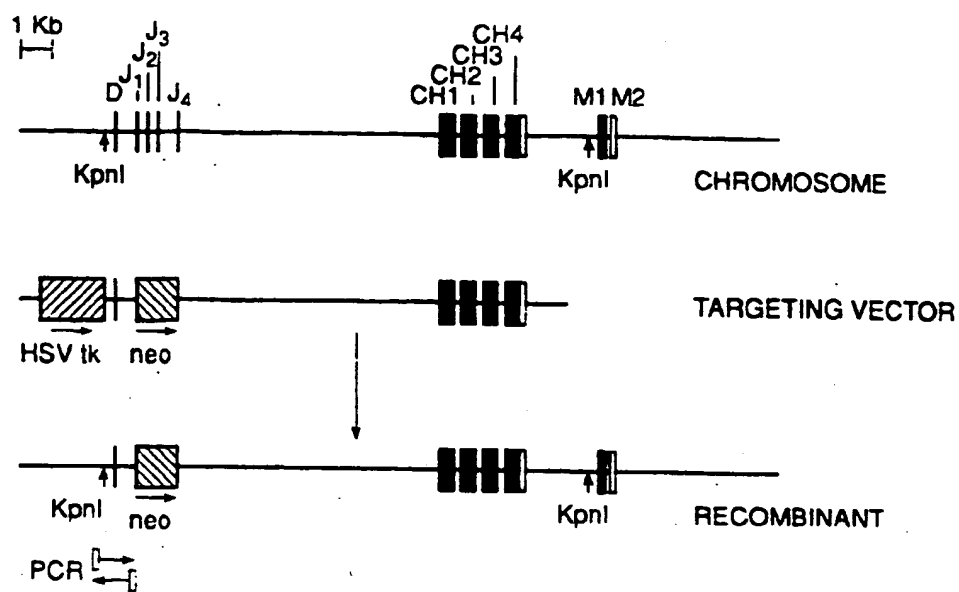 1 Kb
D J1 J2 J3 J4
CH1 CH2 CH3 CH4
M1 M2
KpnI
KpnI
CHROMOSOME
TARGETING VECTOR
HSV tk
neo
KpnI
neo
KpnI
RECOMBINANT
PCR